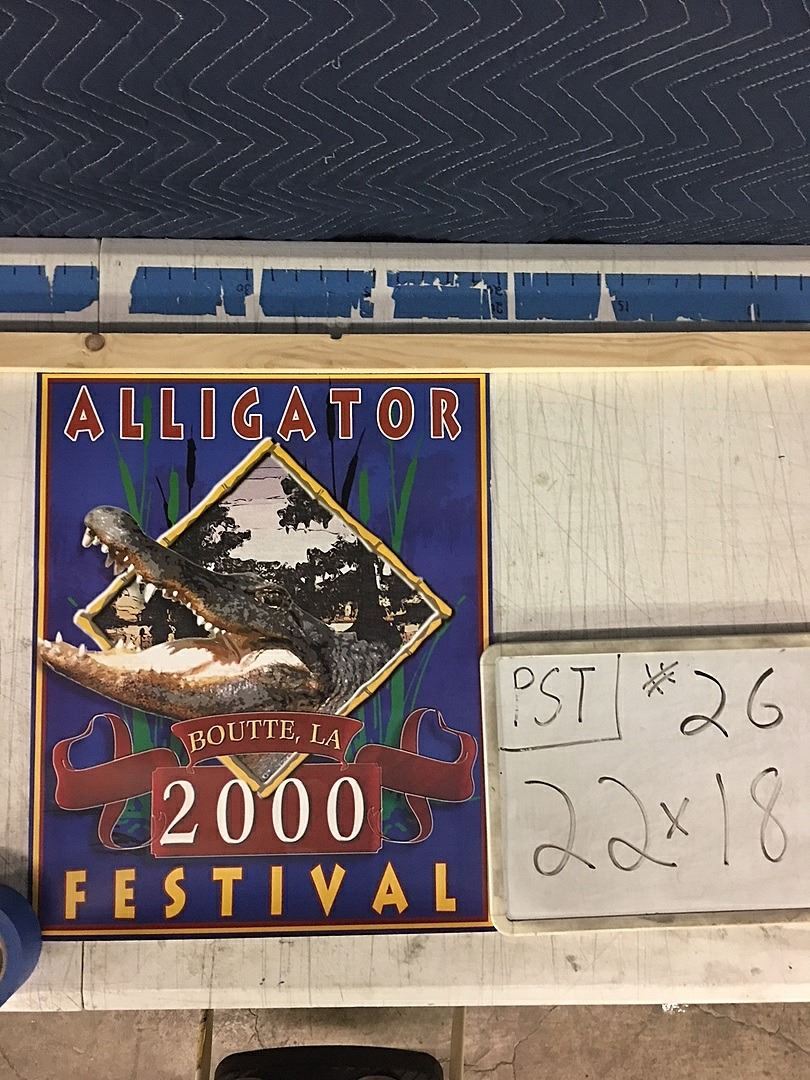 ALLIGATOR
BOUTTE, LA
2000
FESTIVAL
PST #26
22x18